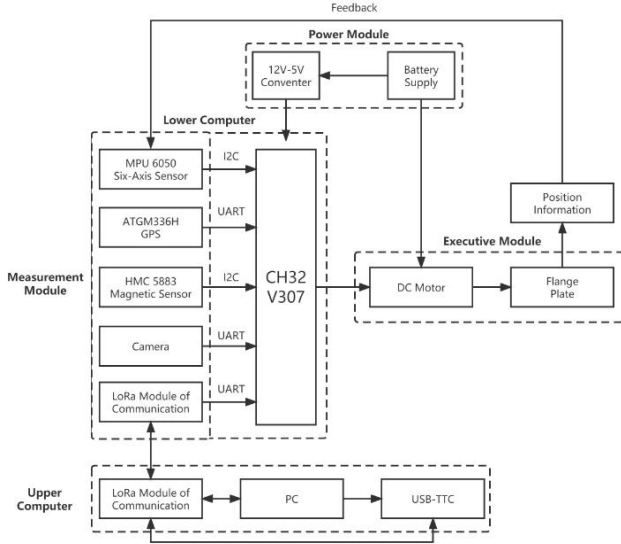 Feedback
Power Module
12V-5V
Conventer
Battery
Supply
Lower Computer
MPU 6050
Six-Axis Sensor
I2C
ATGM336H
GPS
UART
Measurement
Module
HMC 5883
Magnetic Sensor
I2C
Camera
UART
LoRa Module of
Communication
UART
CH32
V307
Position
Information
Executive Module
DC Motor
Flange
Plate
Upper
Computer
LoRa Module of
Communication
PC
USB-TTC